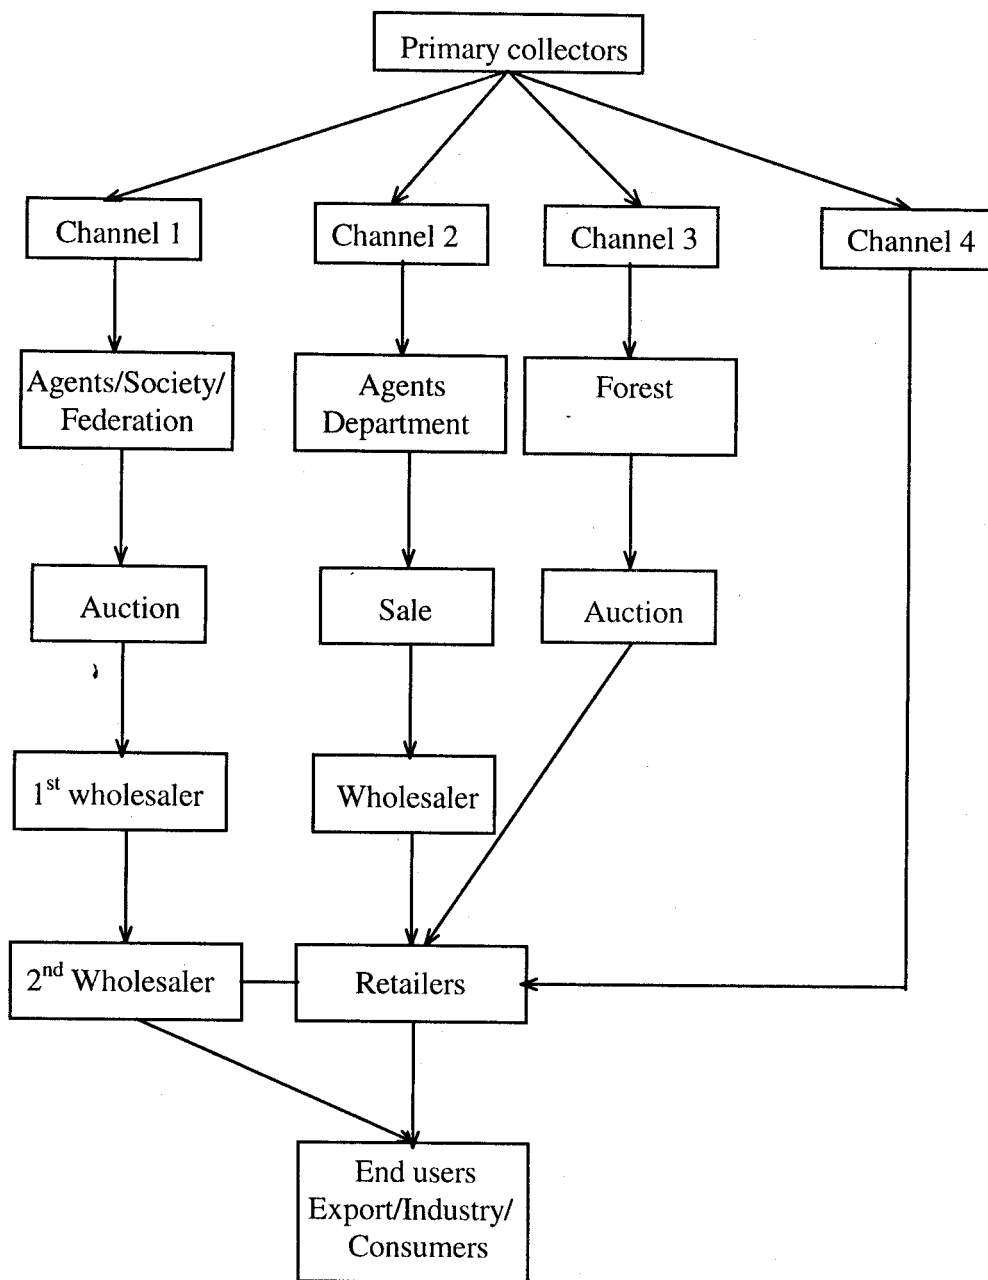 Primary collectors
Channel 1
Channel 2
Channel 3
Channel 4
Agents/Society/
Federation
Agents
Department
Forest
Auction
Sale
Auction
1st wholesaler
Wholesaler
2nd Wholesaler
Retailers
End users
Export/Industry/
Consumers